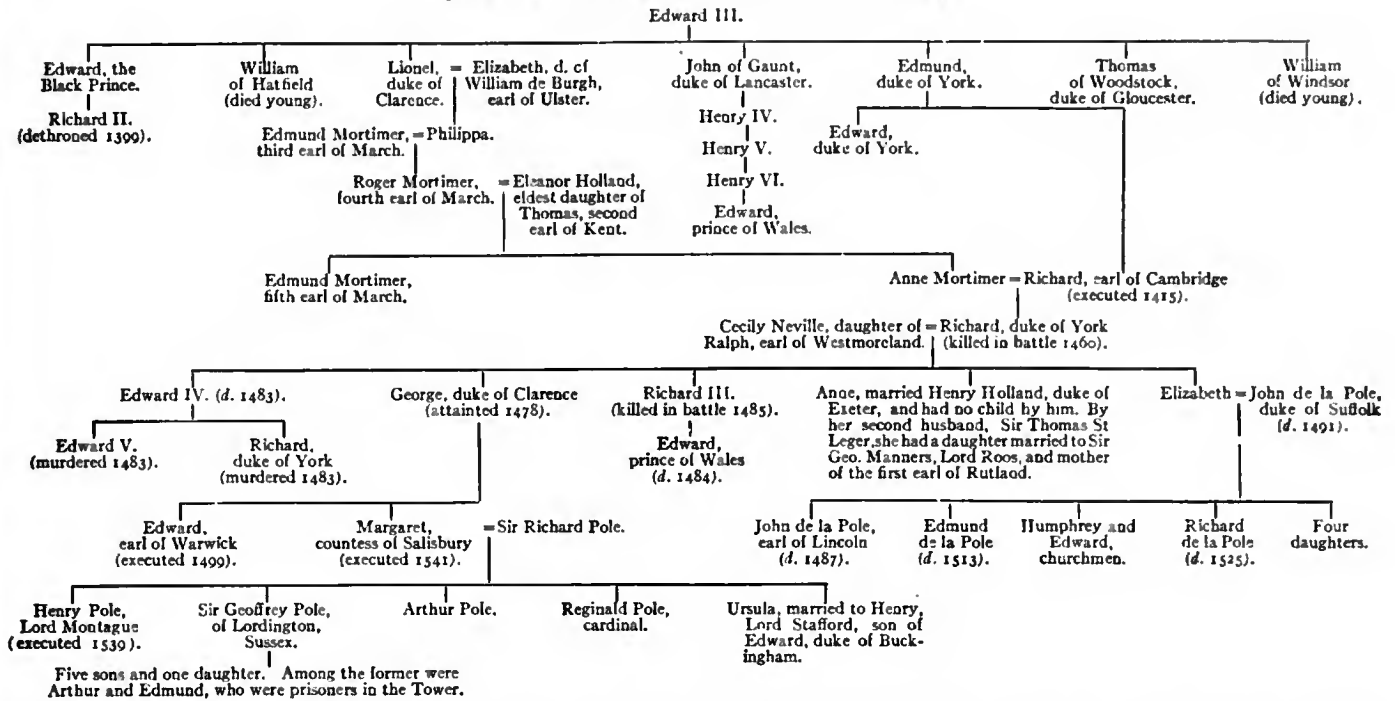 Edward III.
Edward, the
Black Prince.
William
of Hatfield
(died young).
Lionel,
duke of
Clarence.
= Elizabeth, d. of
William de Burgh,
earl of Ulster.
John of Gaunt,
duke of Lancaster.
Edmund,
duke of York.
Thomas
of Woodstock,
duke of Gloucester.
William
of Windsor
(died young).
Richard II.
(dethroned 1399).
Edmund Mortimer, = Philippa.
third earl of March.
Henry IV.
Henry V.
Henry VI.
Edward,
prince of Wales.
Edward,
duke of York.
Roger Mortimer,
fourth earl of March.
= Eleanor Holland,
eldest daughter of
Thomas, second
earl of Kent.
Edmund Mortimer,
fifth earl of March.
Anne Mortimer = Richard, earl of Cambridge
(executed 1415).
Cecily Neville, daughter of = Richard, duke of York
Ralph, earl of Westmoreland. (killed in battle 1460).
Edward IV. (d. 1483).
George, duke of Clarence
(attainted 1478).
Richard III.
(killed in battle 1485).
Anne, married Henry Holland, duke of
Exeter, and had no child by him. By
her second husband, Sir Thomas St
Leger, she had a daughter married to Sir
Geo. Manners, Lord Roos, and mother
of the first earl of Rutland.
Elizabeth = John de la Pole,
duke of Suffolk
(d. 1491).
Edward V.
(murdered 1483).
Richard,
duke of York
(murdered 1483).
Edward,
prince of Wales
(d. 1484).
Edward,
earl of Warwick
(executed 1499).
Margaret,
countess of Salisbury
(executed 1541).
= Sir Richard Pole.
John de la Pole,
earl of Lincoln
(d. 1487).
Edmund
de la Pole
(d. 1513).
Humphrey and
Edward,
churchmen.
Richard
de la Pole
(d. 1525).
Four
daughters.
Henry Pole,
Lord Montague
(executed 1539).
Sir Geoffrey Pole,
of Lordington,
Sussex.
Arthur Pole.
Reginald Pole,
cardinal.
Ursula, married to Henry,
Lord Stafford, son of
Edward, duke of Buck-
ingham.
Five sons and one daughter. Among the former were
Arthur and Edmund, who were prisoners in the Tower.